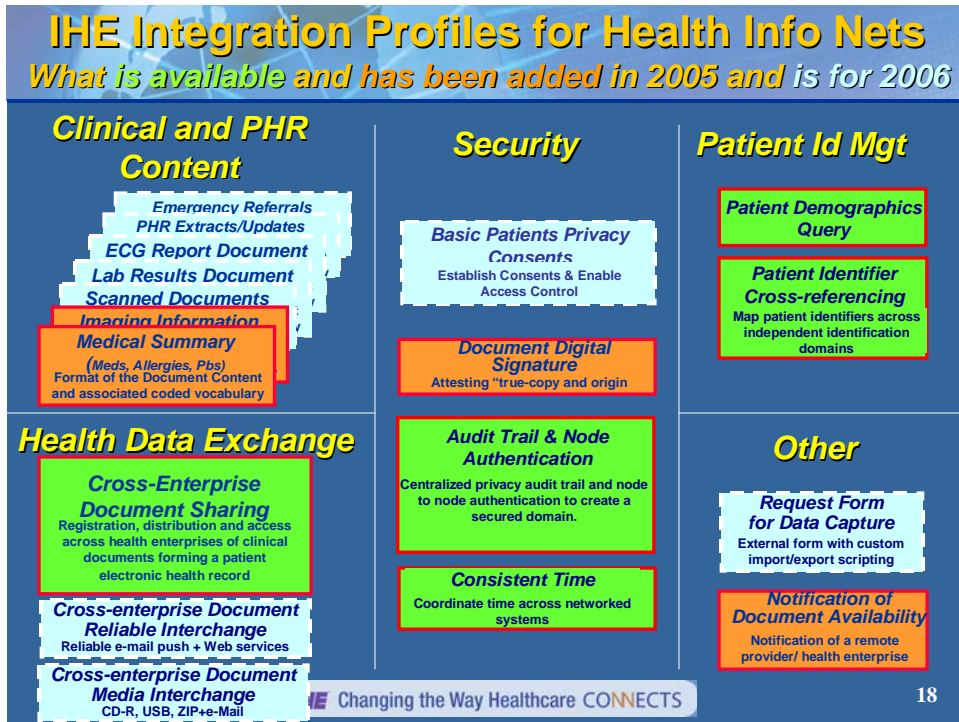 IHE Integration Profiles for Health Info Nets
What is available and has been added in 2005 and is for 2006
Clinical and PHR
Content
Emergency Referrals
PHR Extracts/Updates
ECG Report Document
Lab Results Document
Scanned Documents
Imaging Information
Medical Summary
(Meds, Allergies, Pbs)
Format of the Document Content
and associated coded vocabulary
Security
Basic Patients Privacy
Consents
Establish Consents & Enable
Access Control
Document Digital
Signature
Attesting “true-copy and origin
Audit Trail & Node
Authentication
Centralized privacy audit trail and node
to node authentication to create a
secured domain.
Consistent Time
Coordinate time across networked
systems
Patient Id Mgt
Patient Demographics
Query
Patient Identifier
Cross-referencing
Map patient identifiers across
independent identification
domains
Health Data Exchange
Cross-Enterprise
Document Sharing
Registration, distribution and access
across health enterprises of clinical
documents forming a patient
electronic health record
Cross-enterprise Document
Reliable Interchange
Reliable e-mail push + Web services
Cross-enterprise Document
Media Interchange
CD-R, USB, ZIP+e-Mail
Other
Request Form
for Data Capture
External form with custom
import/export scripting
Notification of
Document Availability
Notification of a remote
provider/ health enterprise
Changing the Way Healthcare CONNECTS
18